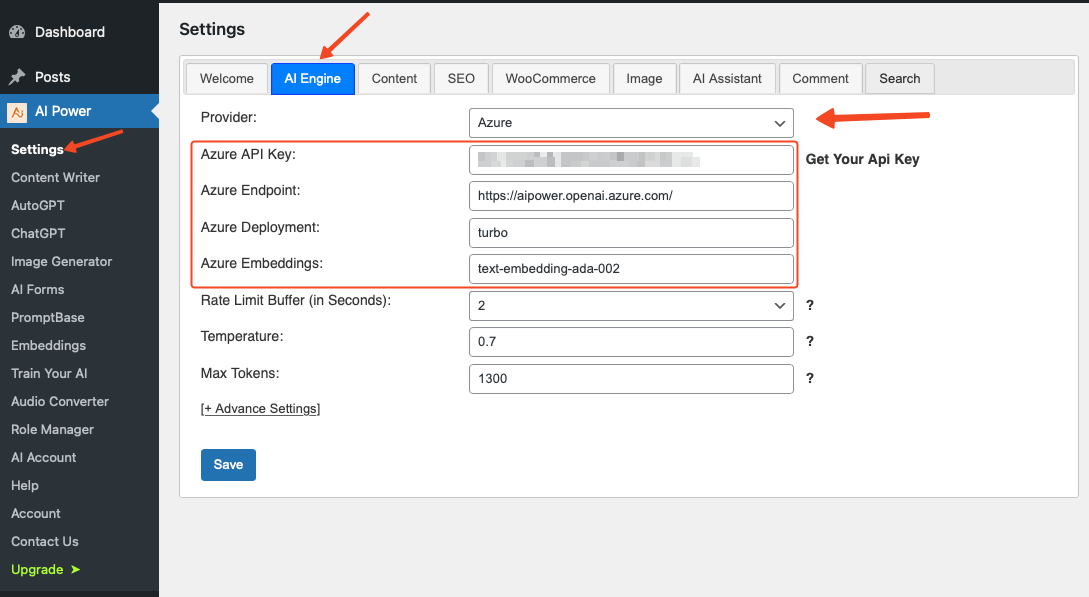 Dashboard
Posts
AI Power
Settings
Content Writer
AutoGPT
ChatGPT
Image Generator
AI Forms
PromptBase
Embeddings
Train Your AI
Audio Converter
Role Manager
AI Account
Help
Account
Contact Us
Upgrade ➤
Settings
Welcome AI Engine Content SEO WooCommerce Image AI Assistant Comment Search
Provider: Azure
Azure API Key: Get Your Api Key
Azure Endpoint: https://aipower.openai.azure.com/
Azure Deployment: turbo
Azure Embeddings: text-embedding-ada-002
Rate Limit Buffer (in Seconds): 2 ?
Temperature: 0.7 ?
Max Tokens: 1300 ?
[+ Advance Settings]
Save